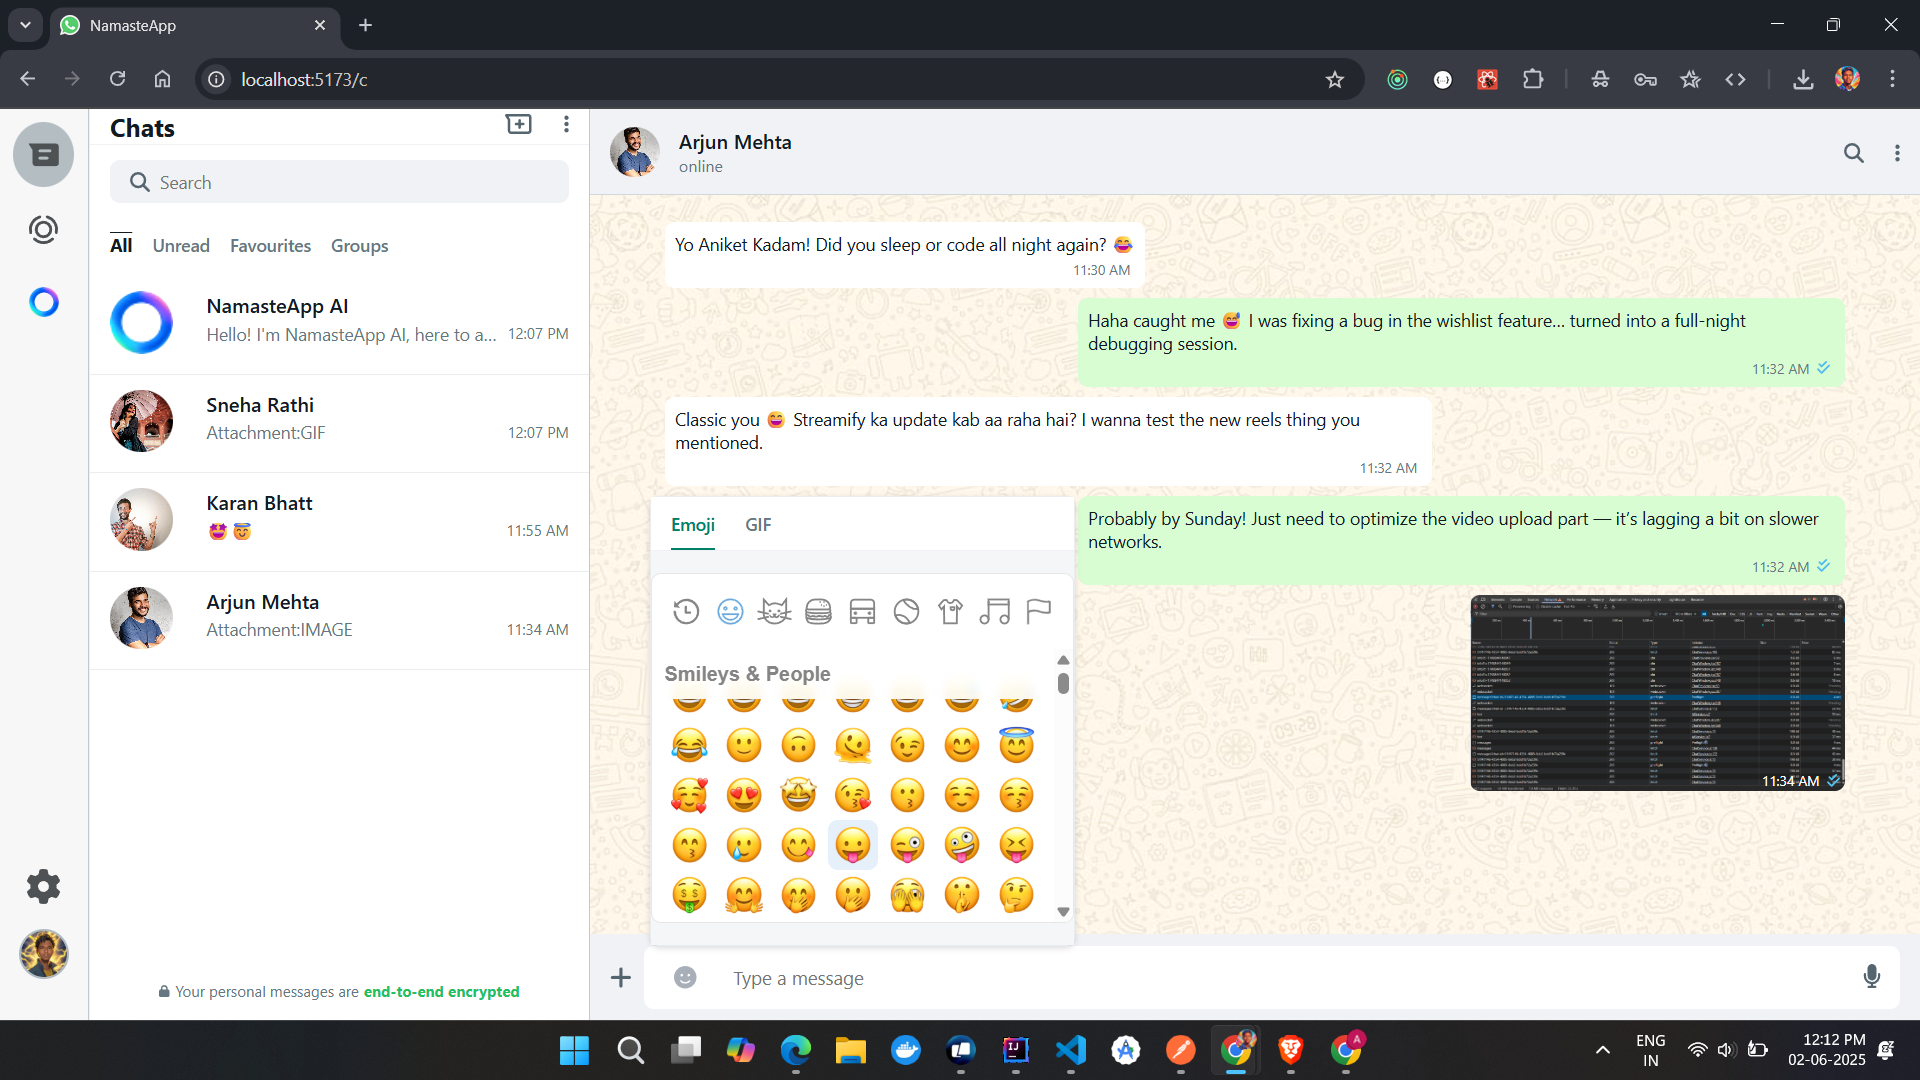 NamasteApp
localhost:5173/c
Chats
Search
All Unread Favourites Groups
NamasteApp AI
Hello! I'm NamasteApp AI, here to a... 12:07 PM
Sneha Rathi
Attachment:GIF 12:07 PM
Karan Bhatt
🤩 😇 11:55 AM
Arjun Mehta
Attachment:IMAGE 11:34 AM
Your personal messages are end-to-end encrypted
Arjun Mehta
online
Yo Aniket Kadam! Did you sleep or code all night again? 😂
11:30 AM
Haha caught me 😅 I was fixing a bug in the wishlist feature... turned into a full-night
debugging session.
11:32 AM
Classic you 😄 Streamify ka update kab aa raha hai? I wanna test the new reels thing you
mentioned.
11:32 AM
Probably by Sunday! Just need to optimize the video upload part — it’s lagging a bit on slower
networks.
11:32 AM
11:34 AM
Emoji GIF
Smileys & People
Type a message
ENG
IN
12:12 PM
02-06-2025